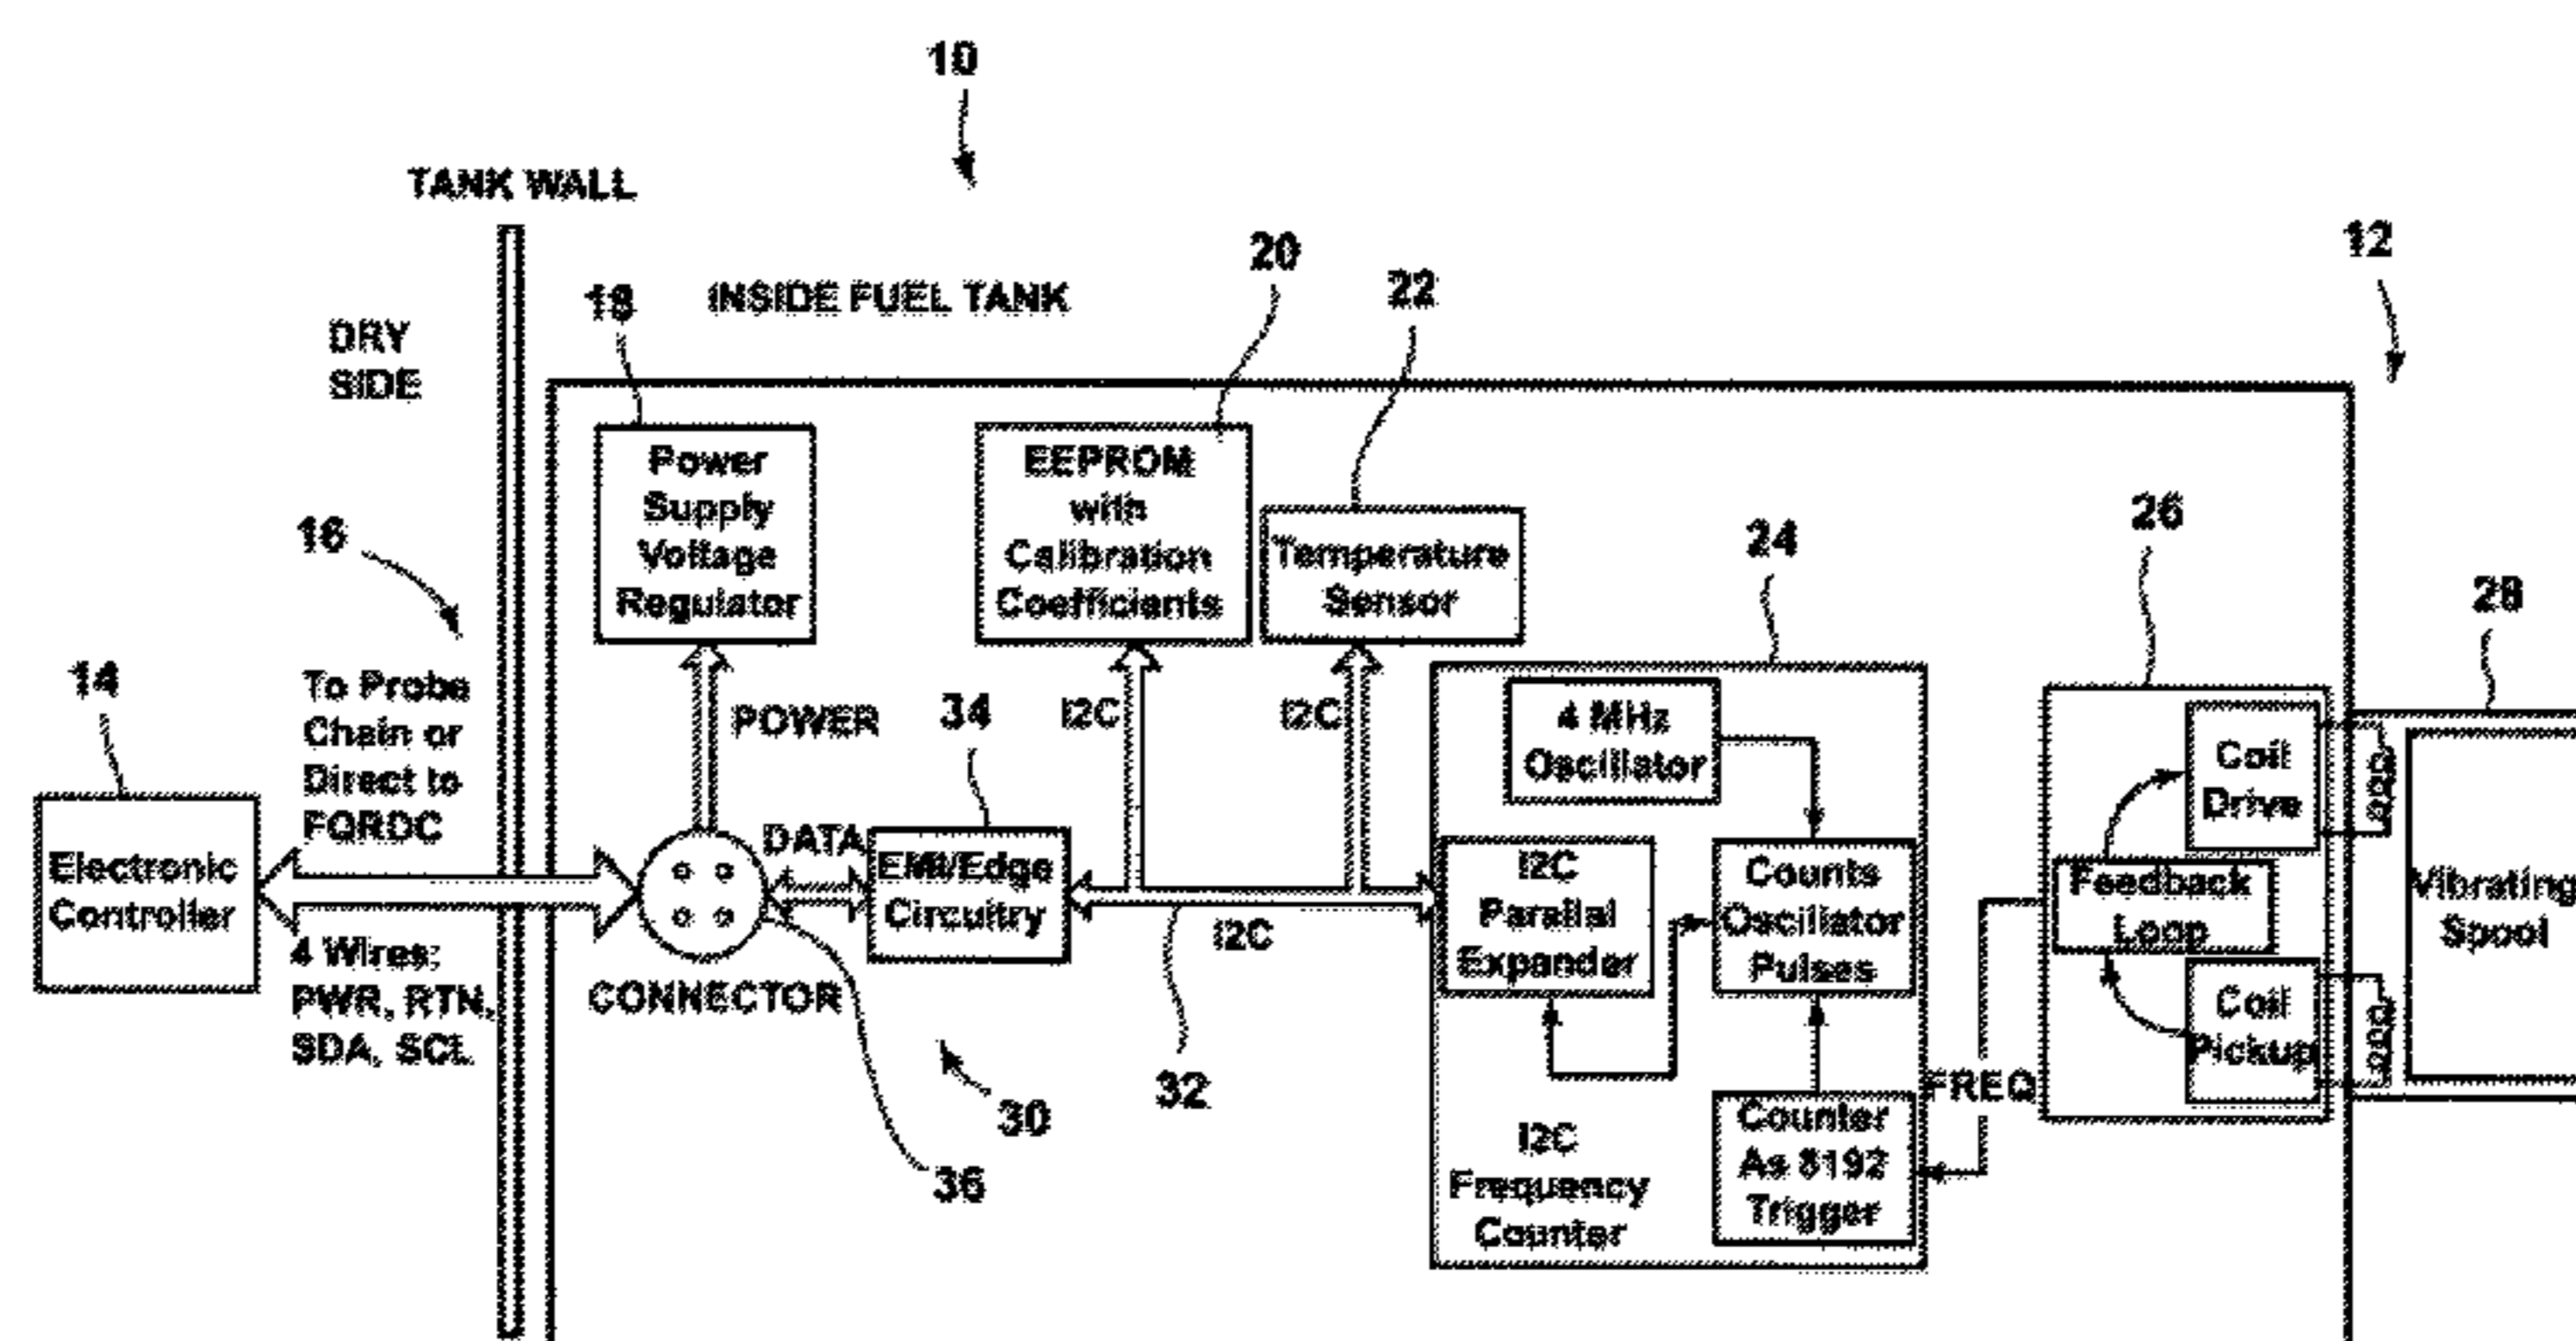 10
TANK WALL
12
20
22
18
INSIDE FUEL TANK
DRY
SIDE
Power
Supply
Voltage
Regulator
EEPROM
with
Calibration
Coefficients
Temperature
Sensor
16
24
26
28
14
To Probe
Chain or
Direct to
FQRDC
POWER
34
I2C
I2C
4 MHz
Oscillator
Coil
Drive
Electronic
Controller
DATA
EMI/Edge
Circuitry
I2C
Parallel
Expander
Counts
Oscillator
Pulses
Feedback
Loop
Vibrating
Spool
4 Wires:
PWR, RTN,
SDA, SCL
CONNECTOR
I2C
Coil
Pickup
32
30
36
FREQ
I2C
Frequency
Counter
Counter
As 8192
Trigger